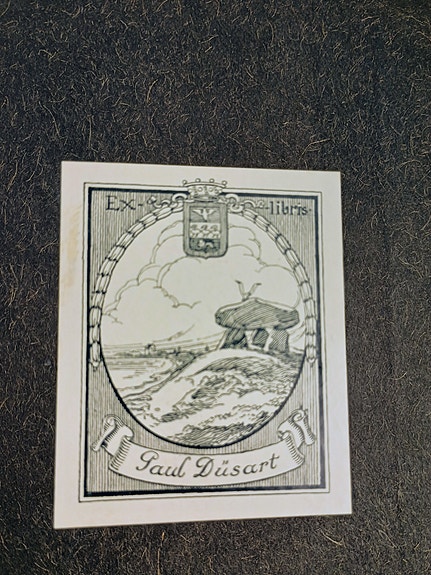 Ex- libris-
Paul Düsart